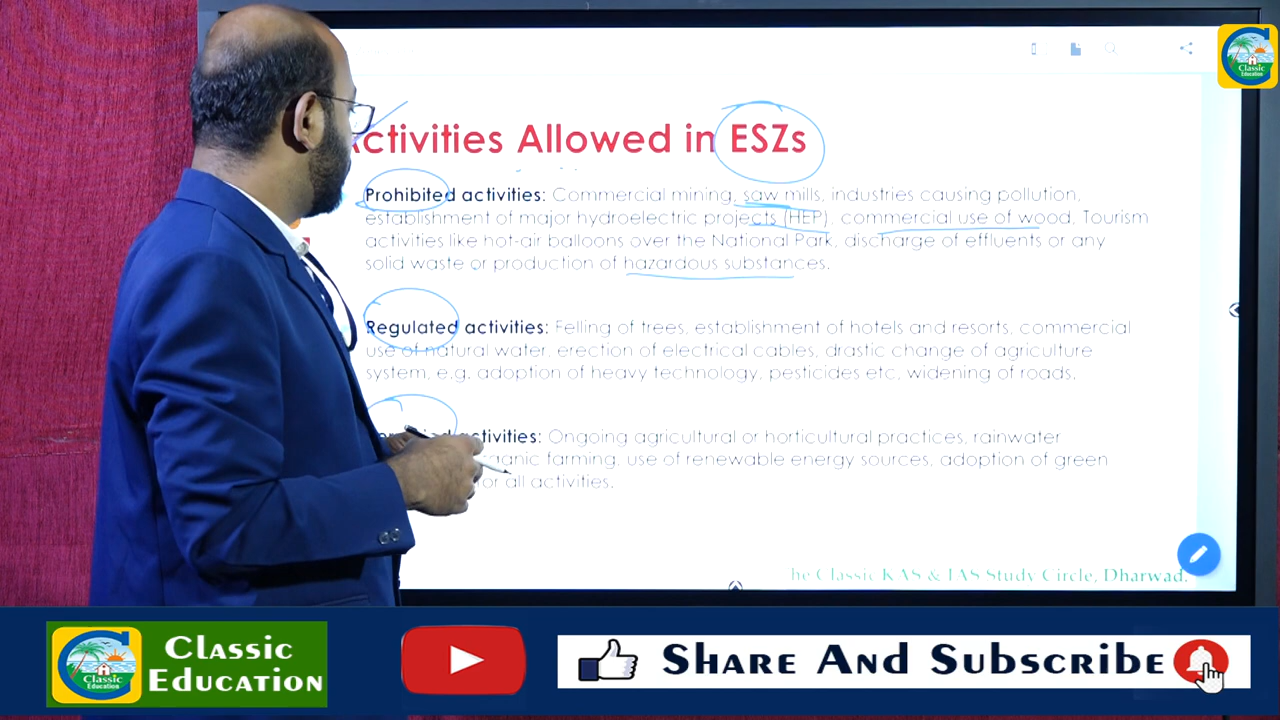 Classic
Education
ctivities Allowed in ESZs
Prohibited activities: Commercial mining, saw mills, industries causing pollution,
establishment of major hydroelectric projects (HEP), commercial use of wood, Tourism
activities like hot-air balloons over the National Park, discharge of effluents or any
solid waste or production of hazardous substances.
Regulated activities: Felling of trees, establishment of hotels and resorts, commercial
use of natural water, erection of electrical cables, drastic change of agriculture
system, e.g. adoption of heavy technology, pesticides etc, widening of roads.
activities: Ongoing agricultural or horticultural practices, rainwater
farming, use of renewable energy sources, adoption of green
for all activities.
he Classic KAS & IAS Study Circle, Dharwad.
Classic
Education
Classic
Education
Share And Subscribe